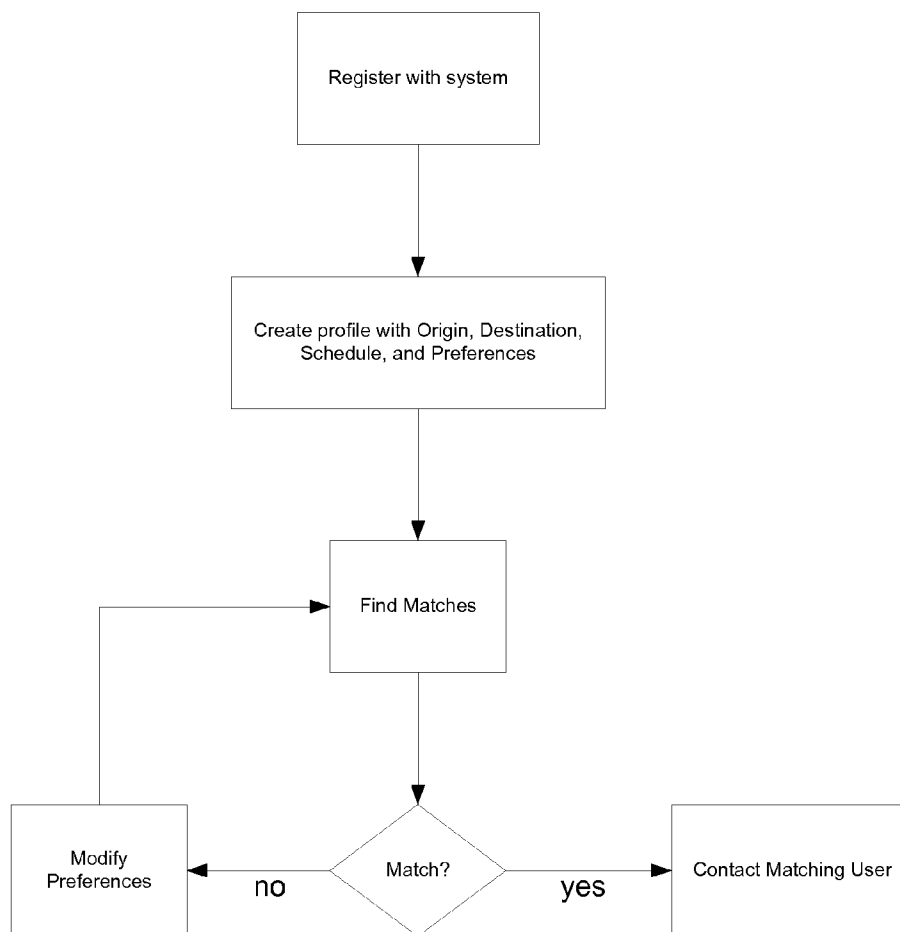 Register with system
Create profile with Origin, Destination,
Schedule, and Preferences
Find Matches
Modify
Preferences
no
Match?
yes
Contact Matching User